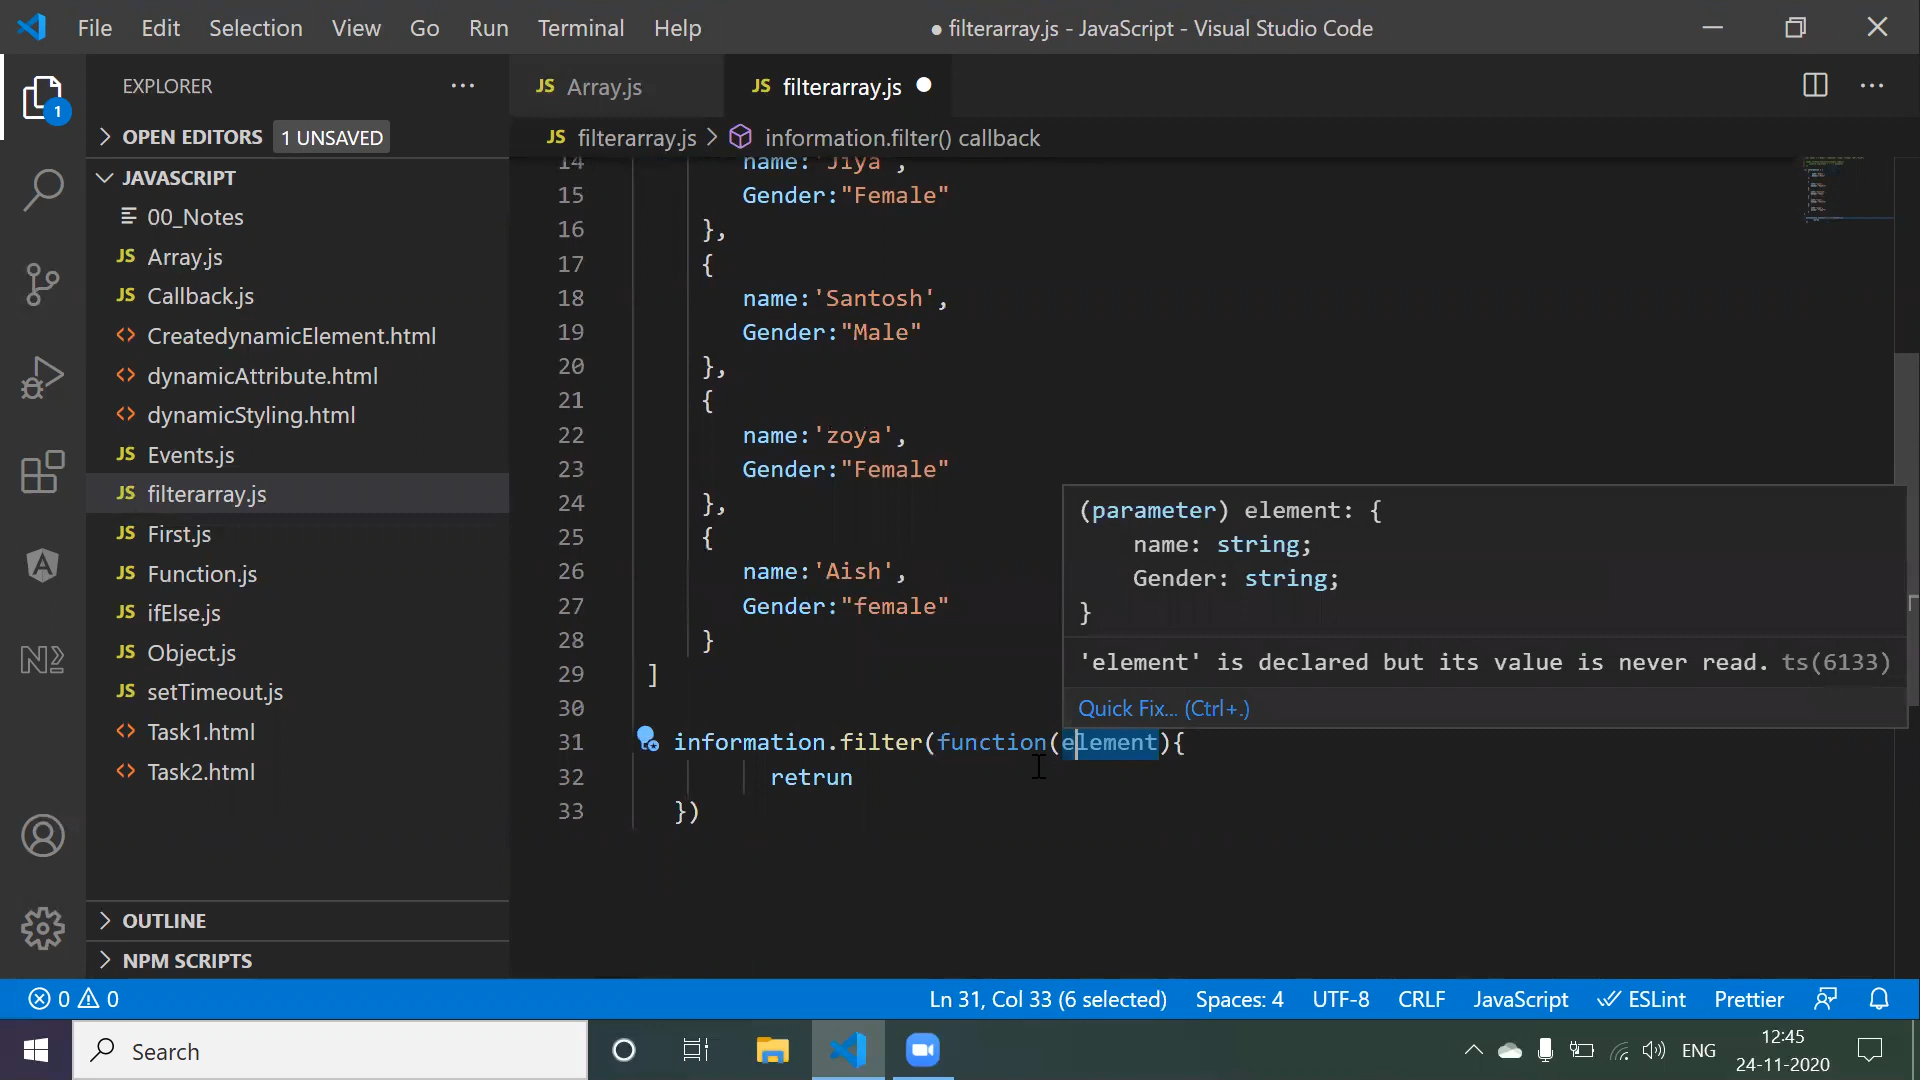 File Edit Selection View Go Run Terminal Help
● filterarray.js - JavaScript - Visual Studio Code
EXPLORER
JS Array.js
JS filterarray.js ●
1
OPEN EDITORS 1 UNSAVED
JS filterarray.js > information.filter() callback
JAVASCRIPT
00_Notes
JS Array.js
JS Callback.js
<> CreatedynamicElement.html
<> dynamicAttribute.html
<> dynamicStyling.html
JS Events.js
JS filterarray.js
JS First.js
JS Function.js
JS ifElse.js
JS Object.js
JS setTimeout.js
<> Task1.html
<> Task2.html
OUTLINE
NPM SCRIPTS
14 name:'Jiya',
15 Gender:"Female"
16 },
17 {
18 name:'Santosh',
19 Gender:"Male"
20 },
21 {
22 name:'zoya',
23 Gender:"Female"
24 },
25 {
26 name:'Aish',
27 Gender:"female"
28 }
29 ]
30
31 information.filter(function(element){
32 retrun
33 })
(parameter) element: {
name: string;
Gender: string;
}
'element' is declared but its value is never read. ts(6133)
Quick Fix... (Ctrl+.)
0 0
Ln 31, Col 33 (6 selected) Spaces: 4 UTF-8 CRLF JavaScript ESLint Prettier
Search
ENG
12:45
24-11-2020